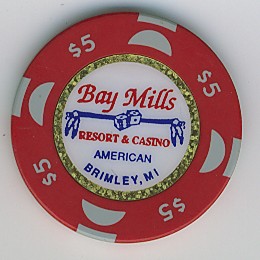 $5
$5
Bay Mills
RESORT & CASINO
AMERICAN
BRIMLEY, MI
$5
$5